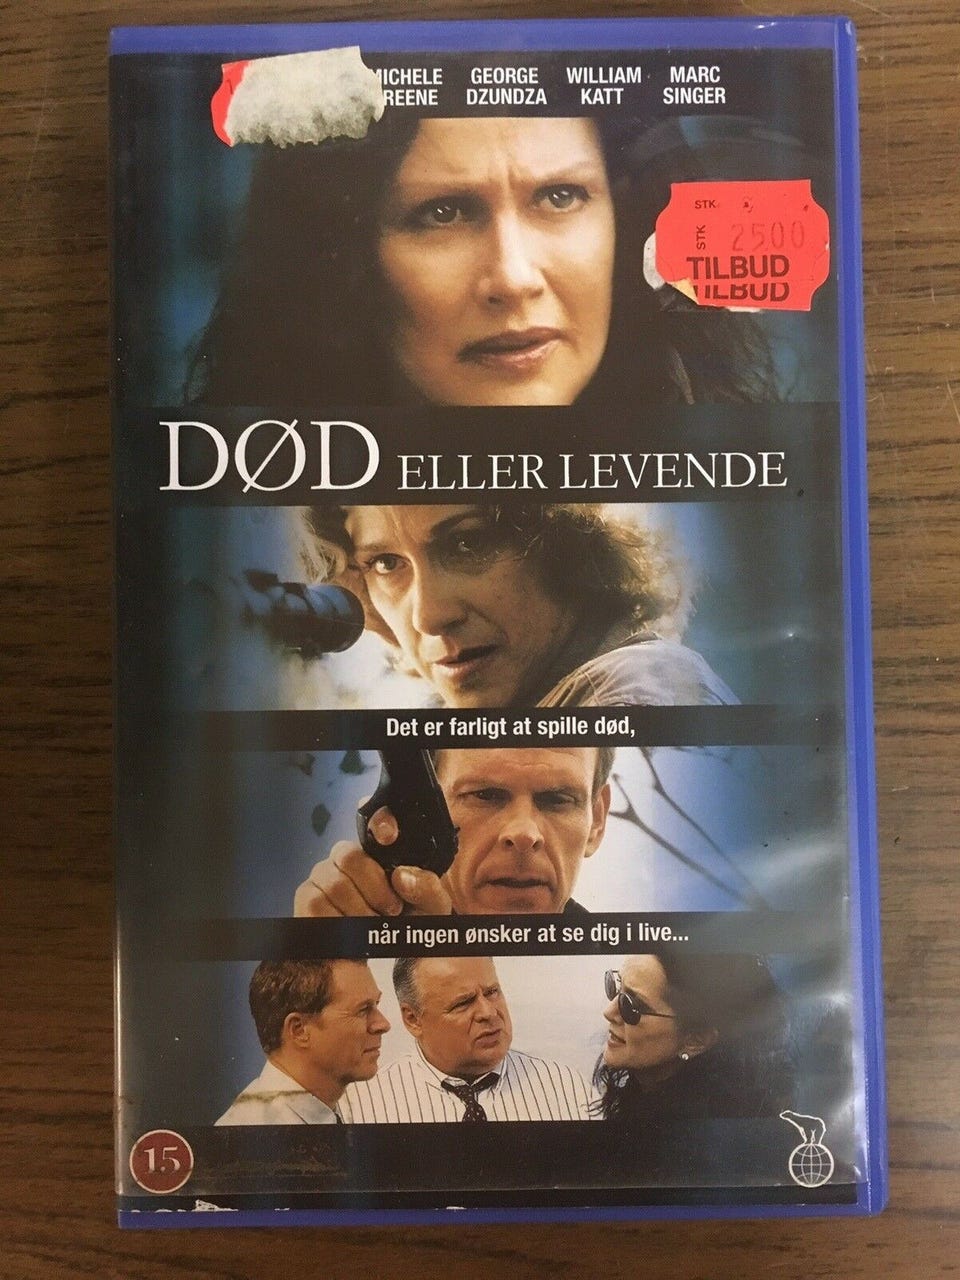 MICHELE GEORGE WILLIAM MARC
GREENE DZUNDZA KATT SINGER
STK
STK 2500
TILBUD
TILBUD
DØD ELLER LEVENDE
Det er farligt at spille død,
når ingen ønsker at se dig i live...
15